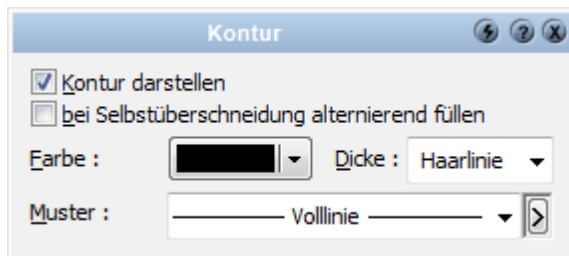 Kontur
Kontur darstellen
bei Selbstüberschneidung alternierend füllen
Farbe : Dicke : Haarlinie
Muster : Volllinie